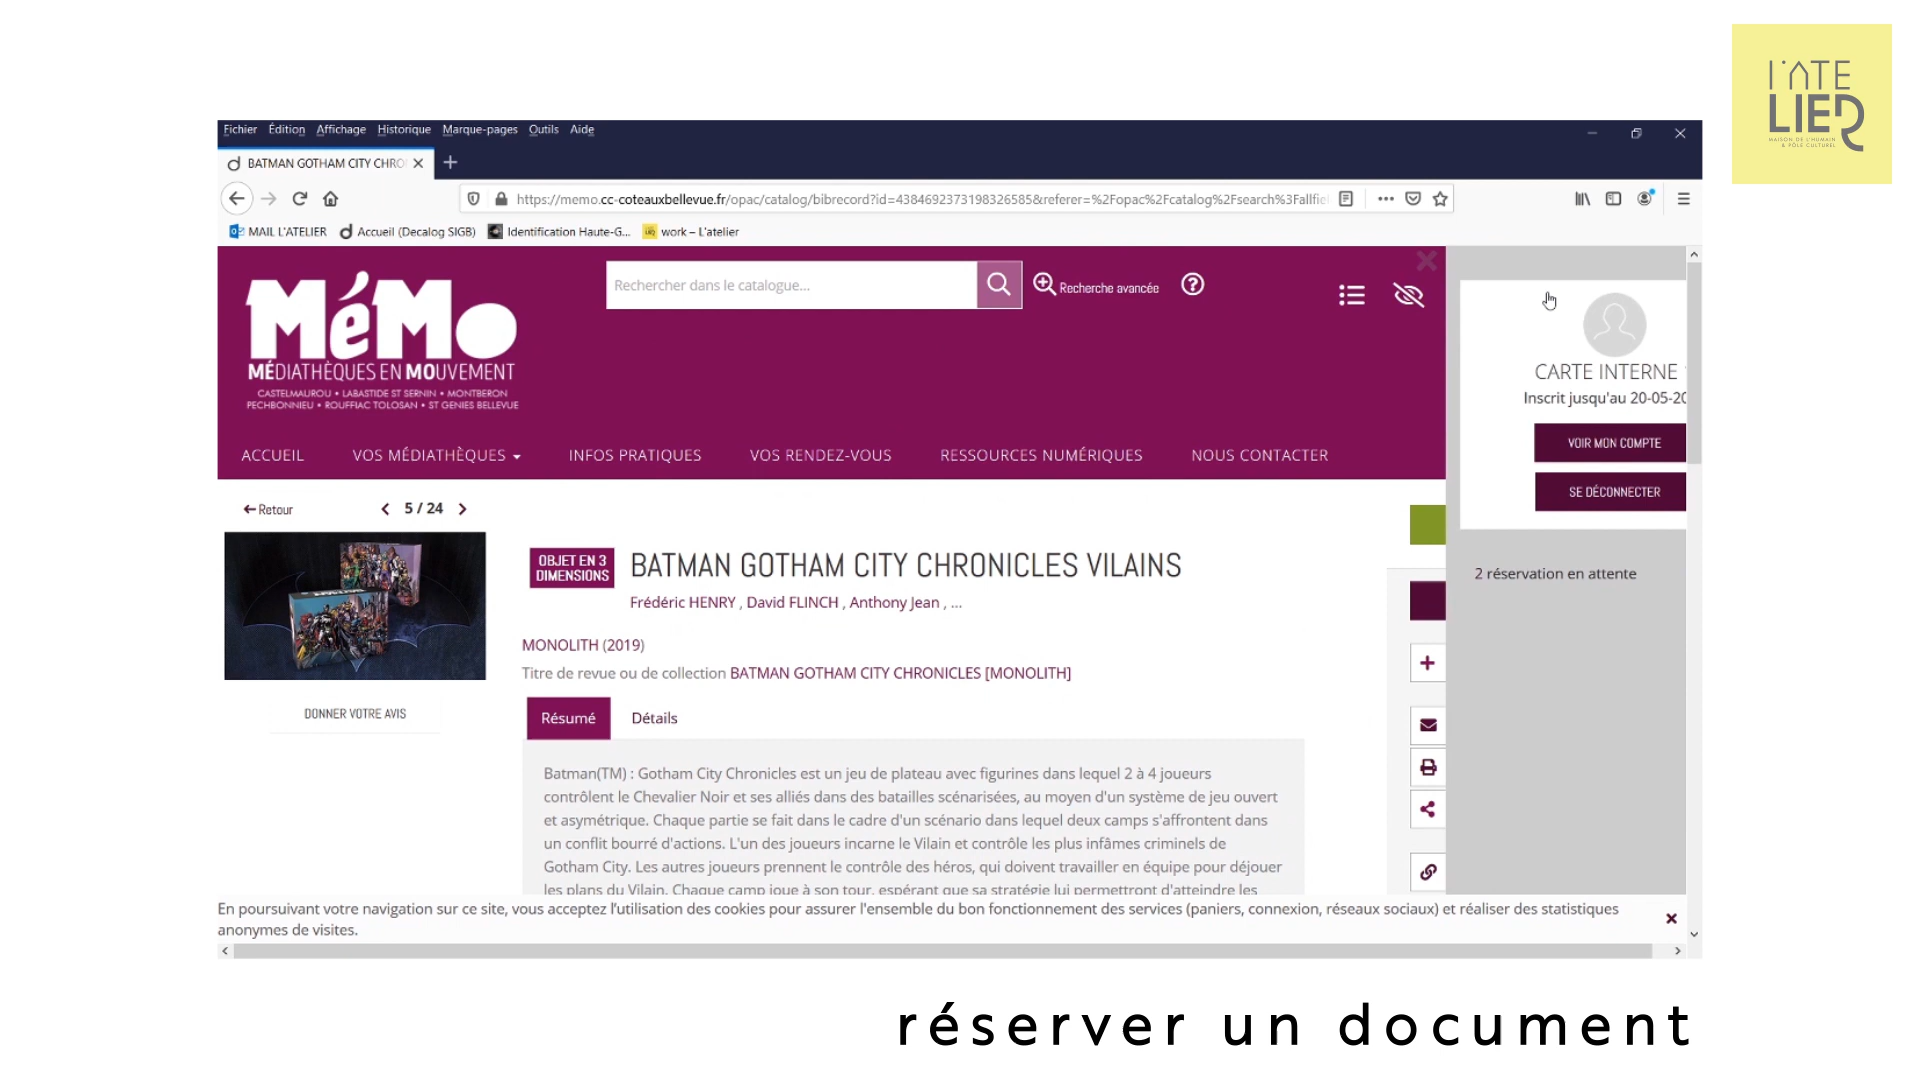 l'ATE
LIER
MAISON DE L'HUMAIN
& PÔLE CULTUREL
Fichier Édition Affichage Historique Marque-pages Outils Aide
BATMAN GOTHAM CITY CHRO
https://memo.cc-coteauxbellevue.fr/opac/catalog/bibrecord?id=4384692373198326585&referer=%2Fopac%2Fcatalog%2Fsearch%3Fallfie
MAIL L'ATELIER Accueil (Decalog SIGB) Identification Haute-G... work – L'atelier
MéMo
MÉDIATHÈQUES EN MOUVEMENT
CASTELMAUROU • LABASTIDE ST SERNIN • MONTBERON
PECHBONNIEU • ROUFFIAC TOLOSAN • ST GENIES BELLEVUE
Rechercher dans le catalogue...
Recherche avancée
CARTE INTERNE
Inscrit jusqu'au 20-05-20
VOIR MON COMPTE
SE DÉCONNECTER
2 réservation en attente
ACCUEIL VOS MÉDIATHÈQUES INFOS PRATIQUES VOS RENDEZ-VOUS RESSOURCES NUMÉRIQUES NOUS CONTACTER
Retour 5 / 24
DONNER VOTRE AVIS
OBJET EN 3
DIMENSIONS
BATMAN GOTHAM CITY CHRONICLES VILAINS
Frédéric HENRY , David FLINCH , Anthony Jean , ...
MONOLITH (2019)
Titre de revue ou de collection BATMAN GOTHAM CITY CHRONICLES [MONOLITH]
Résumé Détails
Batman(TM) : Gotham City Chronicles est un jeu de plateau avec figurines dans lequel 2 à 4 joueurs
contrôlent le Chevalier Noir et ses alliés dans des batailles scénarisées, au moyen d'un système de jeu ouvert
et asymétrique. Chaque partie se fait dans le cadre d'un scénario dans lequel deux camps s'affrontent dans
un conflit bourré d'actions. L'un des joueurs incarne le Vilain et contrôle les plus infâmes criminels de
Gotham City. Les autres joueurs prennent le contrôle des héros, qui doivent travailler en équipe pour déjouer
les plans du Vilain. Chaque camp joue à son tour, espérant que sa stratégie lui permettront d'atteindre les
En poursuivant votre navigation sur ce site, vous acceptez l'utilisation des cookies pour assurer l'ensemble du bon fonctionnement des services (paniers, connexion, réseaux sociaux) et réaliser des statistiques
anonymes de visites.
réserver un document